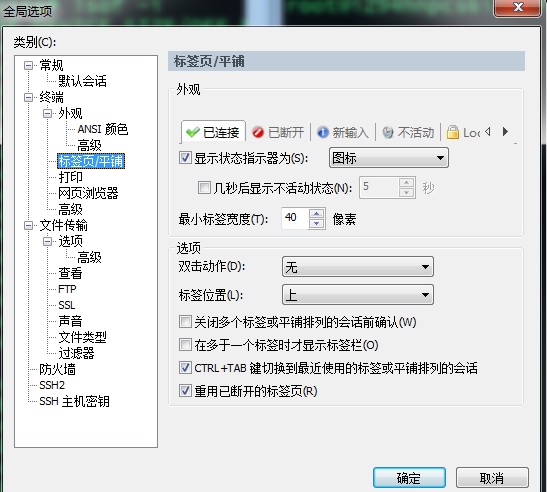 全局选项
类别(C):
常规
默认会话
终端
外观
ANSI 颜色
高级
标签页/平铺
打印
网页浏览器
高级
文件传输
选项
高级
查看
FTP
SSL
声音
文件类型
过滤器
防火墙
SSH2
SSH 主机密钥
标签页/平铺
外观
已连接 已断开 新输入 不活动 Loc
显示状态指示器为(S): 图标
几秒后显示不活动状态(N): 5 秒
最小标签宽度(T): 40 像素
选项
双击动作(D): 无
标签位置(L): 上
关闭多个标签或平铺排列的会话前确认(W)
在多于一个标签时才显示标签栏(O)
CTRL+TAB 键切换到最近使用的标签或平铺排列的会话
重用已断开的标签页(R)
确定 取消